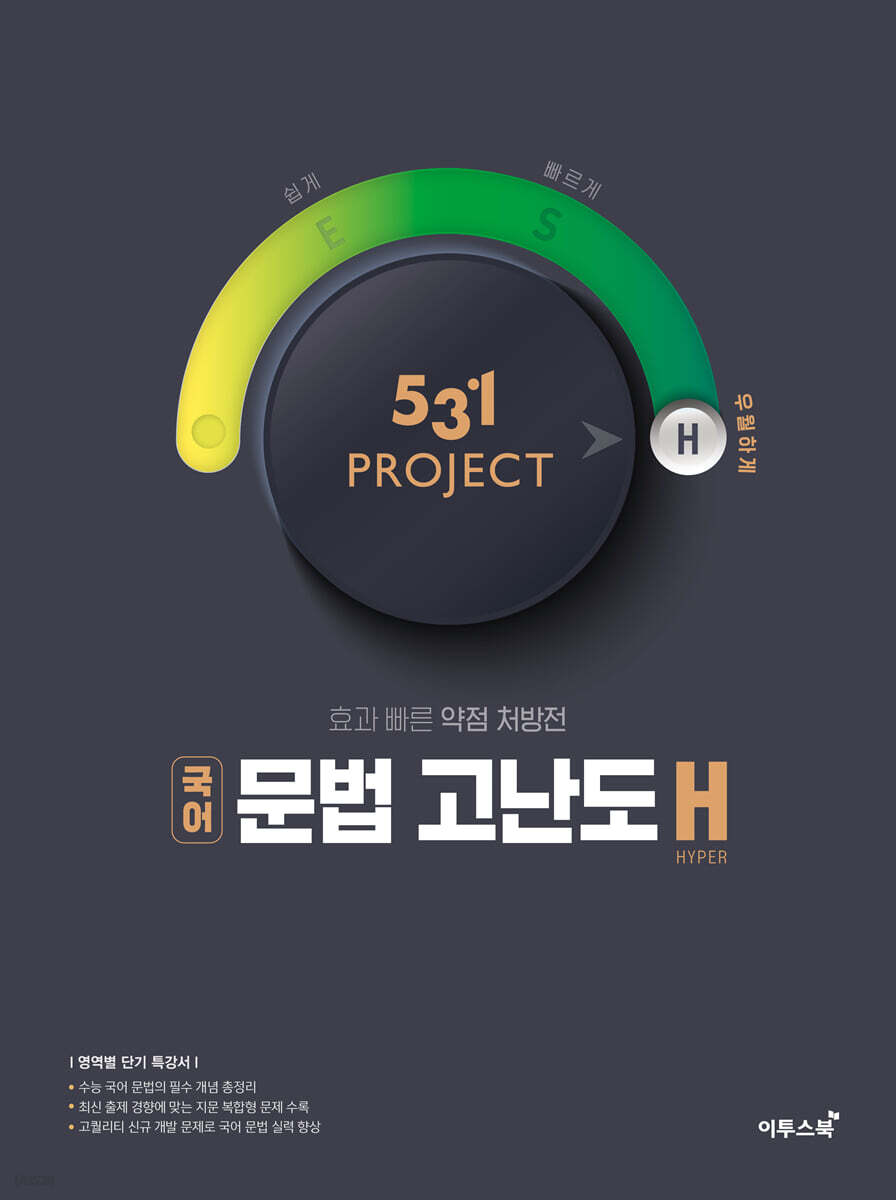 쉽게
빠르게
E
S
531
PROJECT
H
우월하게
효과 빠른 약점 처방전
국어 문법 고난도 H
HYPER
| 영역별 단기 특강서 |
• 수능 국어 문법의 필수 개념 총정리
• 최신 출제 경향에 맞는 지문 복합형 문제 수록
• 고퀄리티 신규 개발 문제로 국어 문법 실력 향상
이투스북